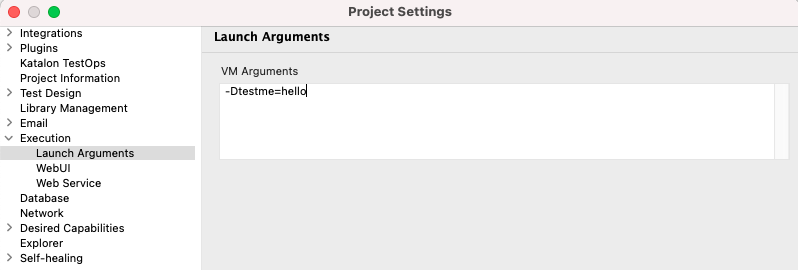 Project Settings
Integrations
Plugins
Katalon TestOps
Project Information
Test Design
Library Management
Email
Execution
Launch Arguments
WebUI
Web Service
Database
Network
Desired Capabilities
Explorer
Self-healing
Launch Arguments
VM Arguments
-Dtestme=hello